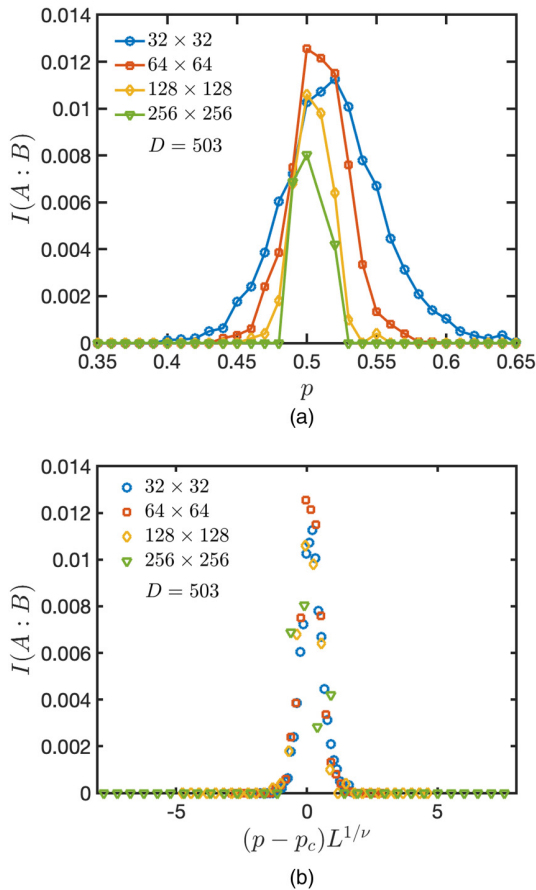 0.014
0.012
0.01
0.008
0.006
0.004
0.002
0
I(A : B)
32 × 32
64 × 64
128 × 128
256 × 256
D = 503
0.35 0.4 0.45 0.5 0.55 0.6 0.65
p
(a)
0.014
0.012
0.01
0.008
0.006
0.004
0.002
0
I(A : B)
32 × 32
64 × 64
128 × 128
256 × 256
D = 503
-5 0 5
(p − p_c)L^{1/ν}
(b)